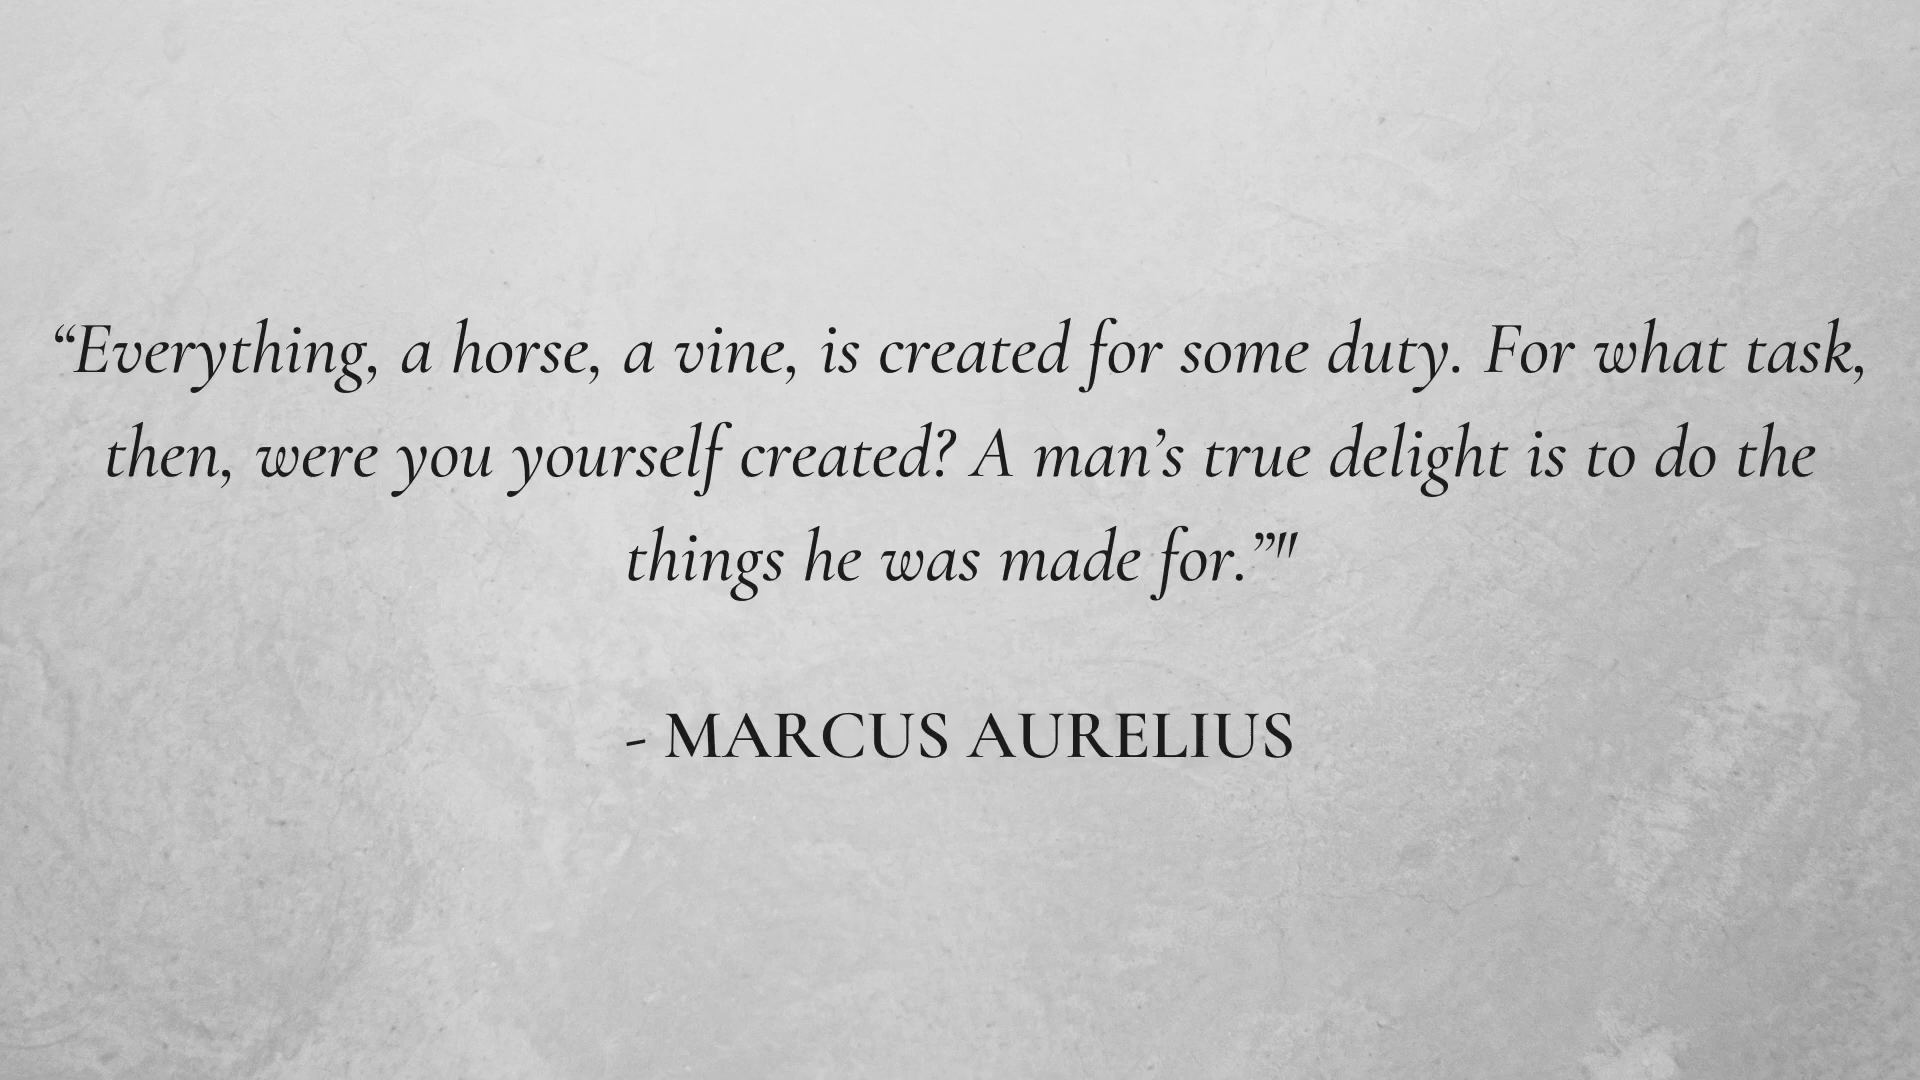 “Everything, a horse, a vine, is created for some duty. For what task,
then, were you yourself created? A man’s true delight is to do the
things he was made for.”"
- MARCUS AURELIUS